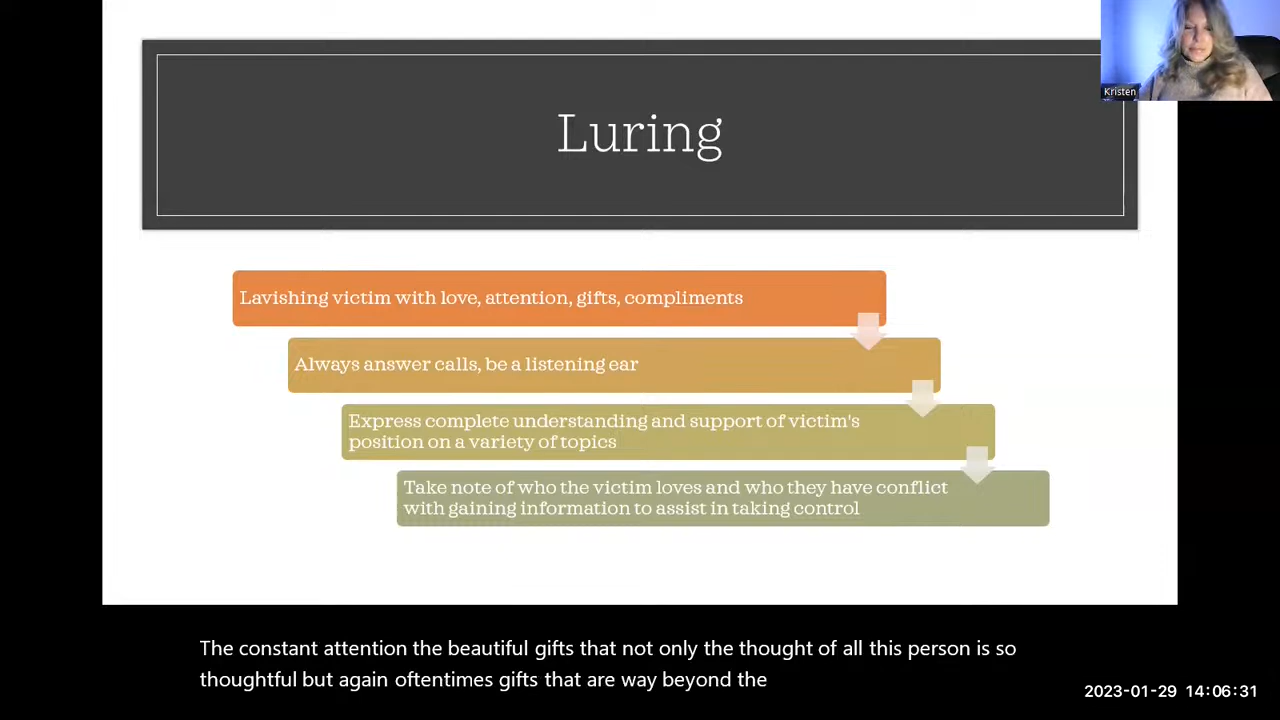 Kristen
Luring
Lavishing victim with love, attention, gifts, compliments
Always answer calls, be a listening ear
Express complete understanding and support of victim's
position on a variety of topics
Take note of who the victim loves and who they have conflict
with gaining information to assist in taking control
The constant attention the beautiful gifts that not only the thought of all this person is so
thoughtful but again oftentimes gifts that are way beyond the
2023-01-29 14:06:31